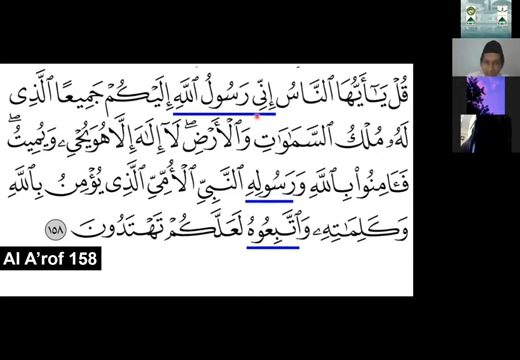 قُلْ يَـٰٓأَيُّهَا ٱلنَّاسُ إِنِّى رَسُولُ ٱللَّهِ إِلَيْكُمْ جَمِيعًا ٱلَّذِى
لَهُۥ مُلْكُ ٱلسَّمَـٰوَٰتِ وَٱلْأَرْضِ ۖ لَآ إِلَـٰهَ إِلَّا هُوَ يُحْىِۦ وَيُمِيتُ ۖ
فَـَٔامِنُوا۟ بِٱللَّهِ وَرَسُولِهِ ٱلنَّبِىِّ ٱلْأُمِّىِّ ٱلَّذِى يُؤْمِنُ بِٱللَّهِ
وَكَلِمَـٰتِهِۦ وَٱتَّبِعُوهُ لَعَلَّكُمْ تَهْتَدُونَ ١٥٨
Al A’rof 158